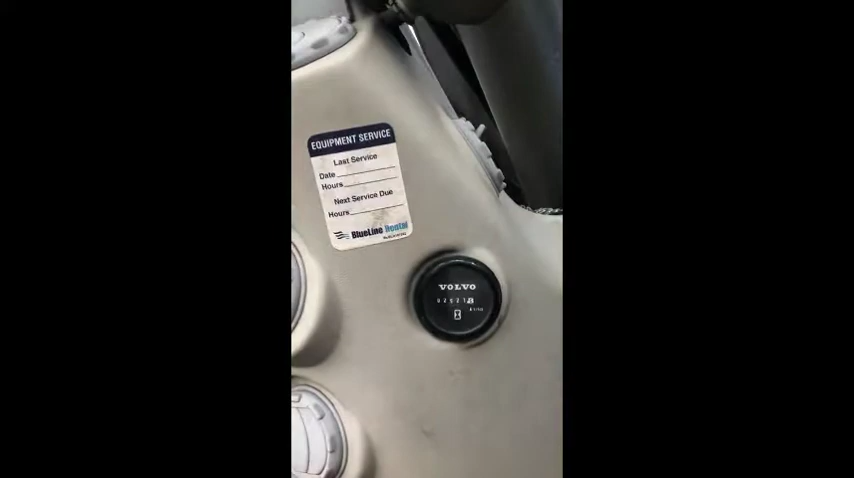 EQUIPMENT SERVICE
Last Service
Date
Hours
Next Service Due
Hours
BlueLine Rental
VOLVO